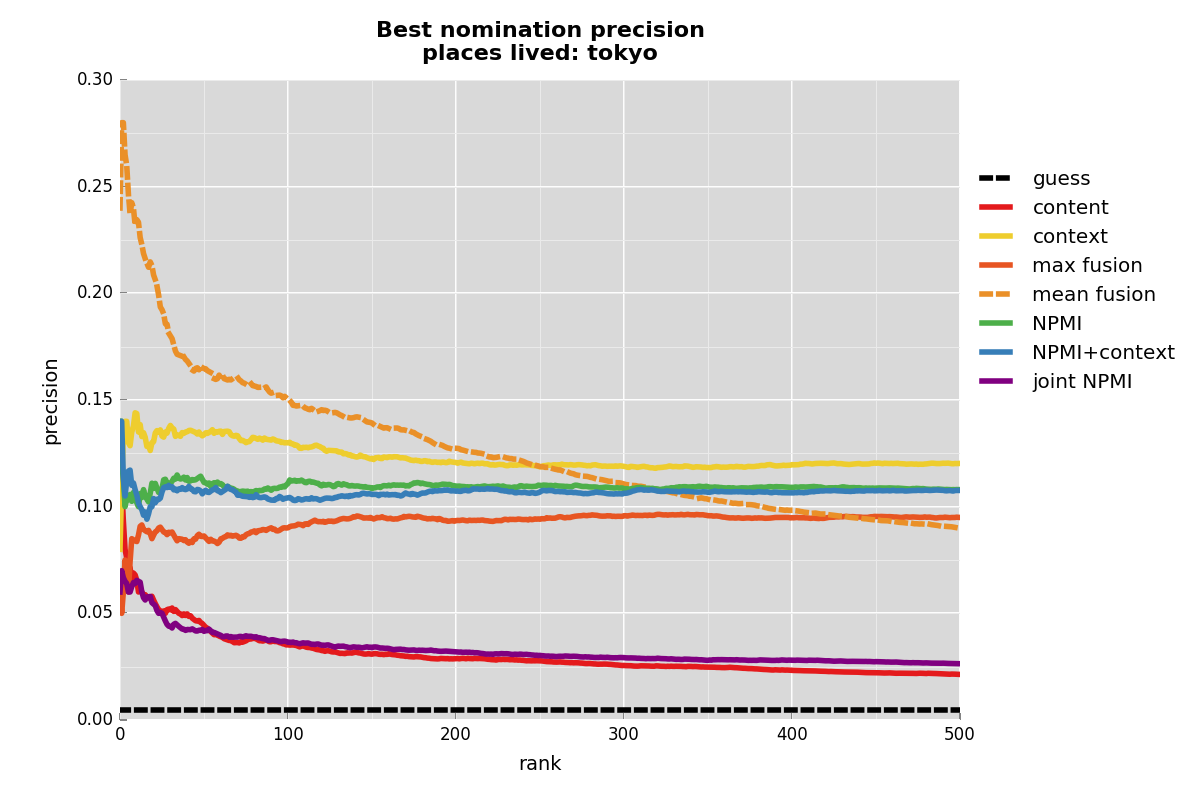 Best nomination precision
places lived: tokyo
0.30
0.25
0.20
0.15
0.10
0.05
0.00
precision
0 100 200 300 400 500
rank
guess
content
context
max fusion
mean fusion
NPMI
NPMI+context
joint NPMI